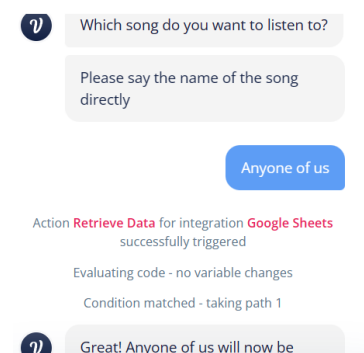 Which song do you want to listen to?
Please say the name of the song
directly
Anyone of us
Action Retrieve Data for integration Google Sheets
successfully triggered
Evaluating code - no variable changes
Condition matched - taking path 1
Great! Anyone of us will now be